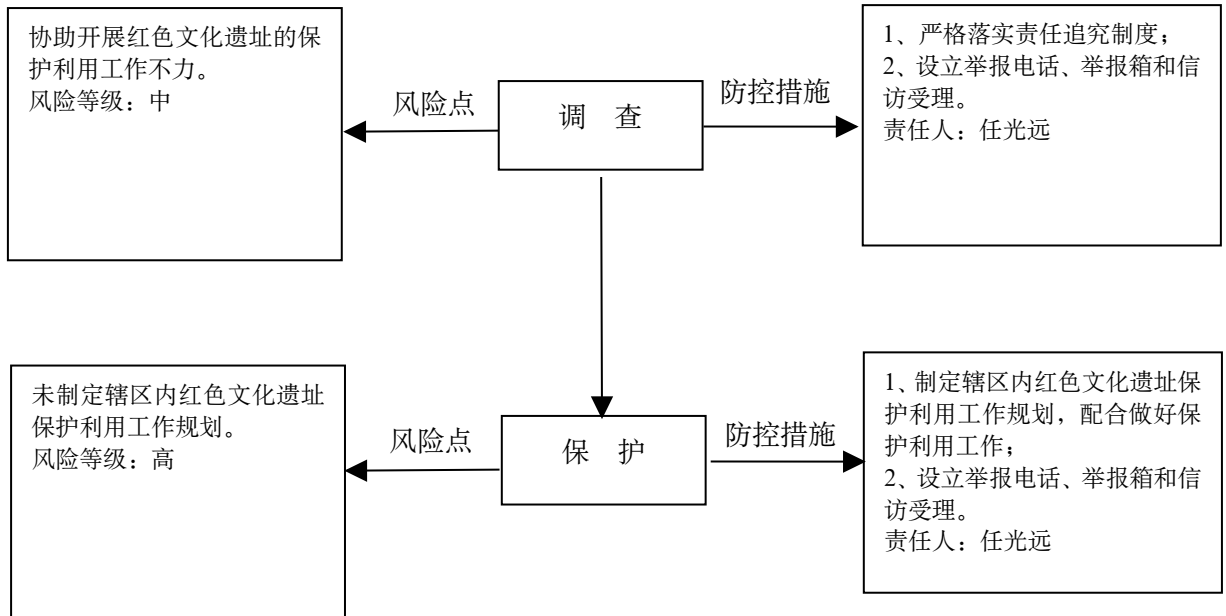 协助开展红色文化遗址的保
护利用工作不力。
风险等级：中
风险点
调 查
防控措施
1、严格落实责任追究制度；
2、设立举报电话、举报箱和信
访受理。
责任人：任光远
未制定辖区内红色文化遗址
保护利用工作规划。
风险等级：高
风险点
保 护
防控措施
1、制定辖区内红色文化遗址保
护利用工作规划，配合做好保
护利用工作；
2、设立举报电话、举报箱和信
访受理。
责任人：任光远